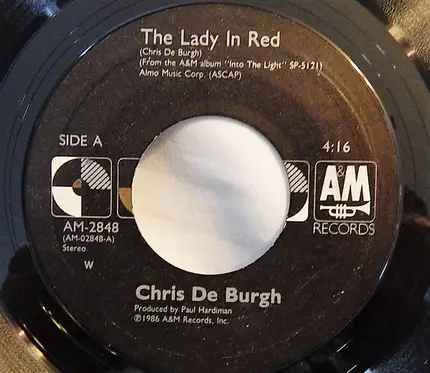 The Lady In Red
(Chris De Burgh)
(From the A&M album "Into The Light" SP-5121)
Almo Music Corp. (ASCAP)
SIDE A
4:16
A&M
RECORDS
AM-2848
(AM-02848-A)
Stereo
W
Chris De Burgh
Produced by Paul Hardiman
℗1986 A&M Records, Inc.